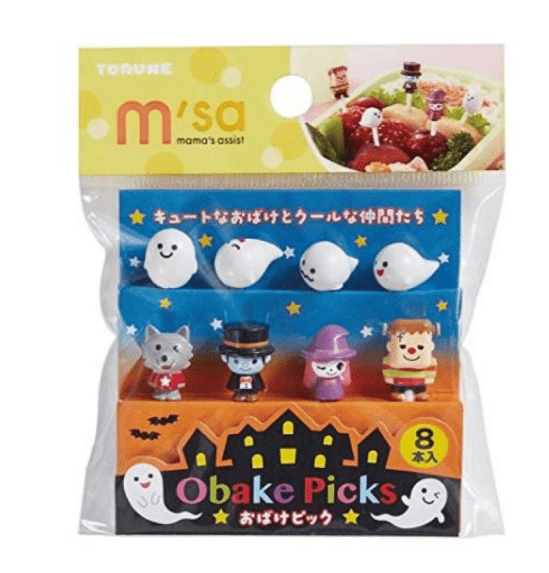 TORUNE
m'sa
mama's assist
★キュートなおばけとクールな仲間たち★
8
本入
Obake Picks
★おばけピック★